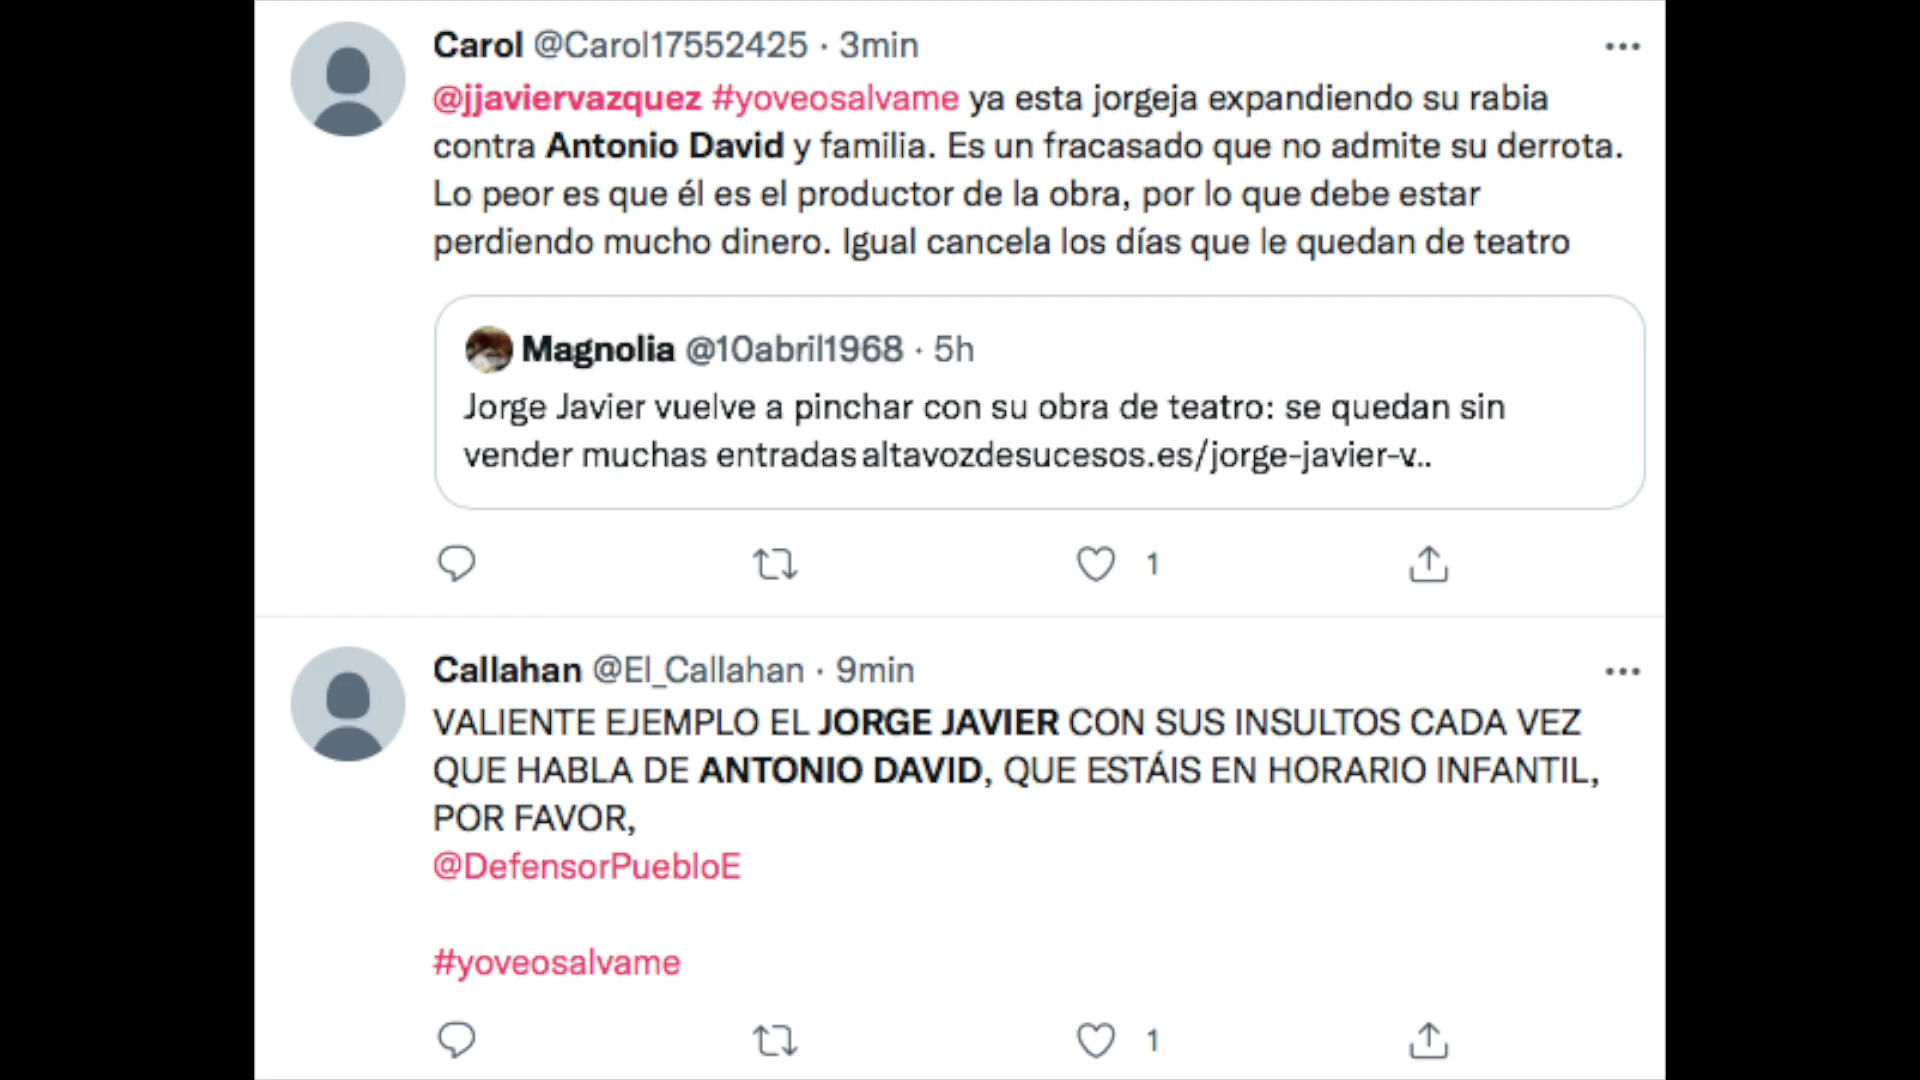 Carol @Carol17552425 · 3min
@jjaviervazquez #yoveosalvame ya esta jorgeja expandiendo su rabia
contra Antonio David y familia. Es un fracasado que no admite su derrota.
Lo peor es que él es el productor de la obra, por lo que debe estar
perdiendo mucho dinero. Igual cancela los días que le quedan de teatro
Magnolia @10abril1968 · 5h
Jorge Javier vuelve a pinchar con su obra de teatro: se quedan sin
vender muchas entradas altavozdesucesos.es/jorge-javier-v..
1
Callahan @El_Callahan · 9min
VALIENTE EJEMPLO EL JORGE JAVIER CON SUS INSULTOS CADA VEZ
QUE HABLA DE ANTONIO DAVID, QUE ESTÁIS EN HORARIO INFANTIL,
POR FAVOR,
@DefensorPuebloE
#yoveosalvame
1